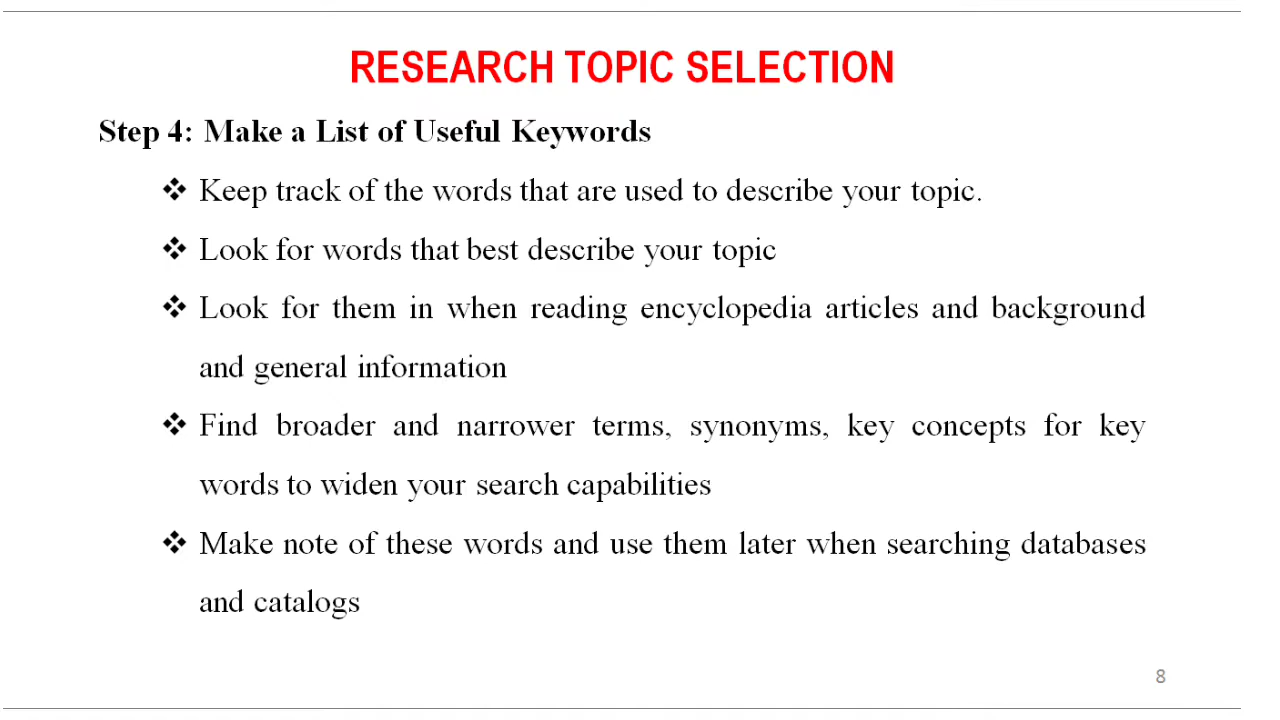 RESEARCH TOPIC SELECTION
Step 4: Make a List of Useful Keywords
❖ Keep track of the words that are used to describe your topic.
❖ Look for words that best describe your topic
❖ Look for them in when reading encyclopedia articles and background
and general information
❖ Find broader and narrower terms, synonyms, key concepts for key
words to widen your search capabilities
❖ Make note of these words and use them later when searching databases
and catalogs
8